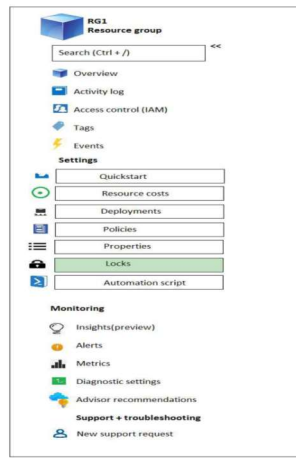 RG1
Resource group
Search (Ctrl + /)
<<
Overview
Activity log
Access control (IAM)
Tags
Events
Settings
Quickstart
Resource costs
Deployments
Policies
Properties
Locks
Automation script
Monitoring
Insights(preview)
Alerts
Metrics
Diagnostic settings
Advisor recommendations
Support + troubleshooting
New support request